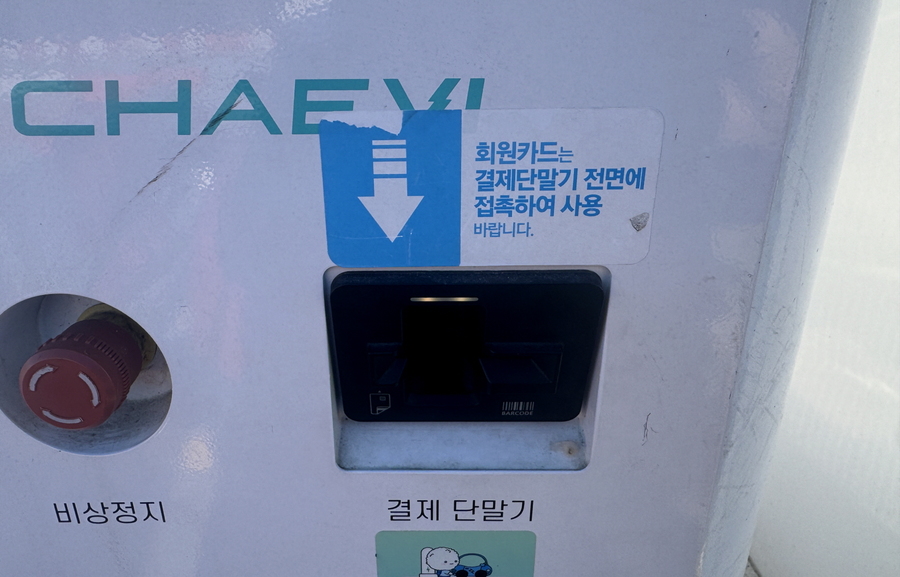 CHAEVI
회원카드는
결제단말기 전면에
접촉하여 사용
바랍니다.
BARCODE
비상정지
결제 단말기